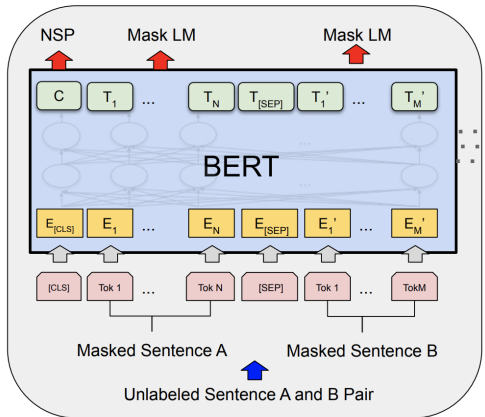 NSP Mask LM Mask LM
C T1 ... TN T[SEP] T1' ... TM'
...
BERT
E[CLS] E1 ... EN E[SEP] E1' ... EM'
[CLS] Tok 1 ... Tok N [SEP] Tok 1 ... TokM
Masked Sentence A Masked Sentence B
Unlabeled Sentence A and B Pair